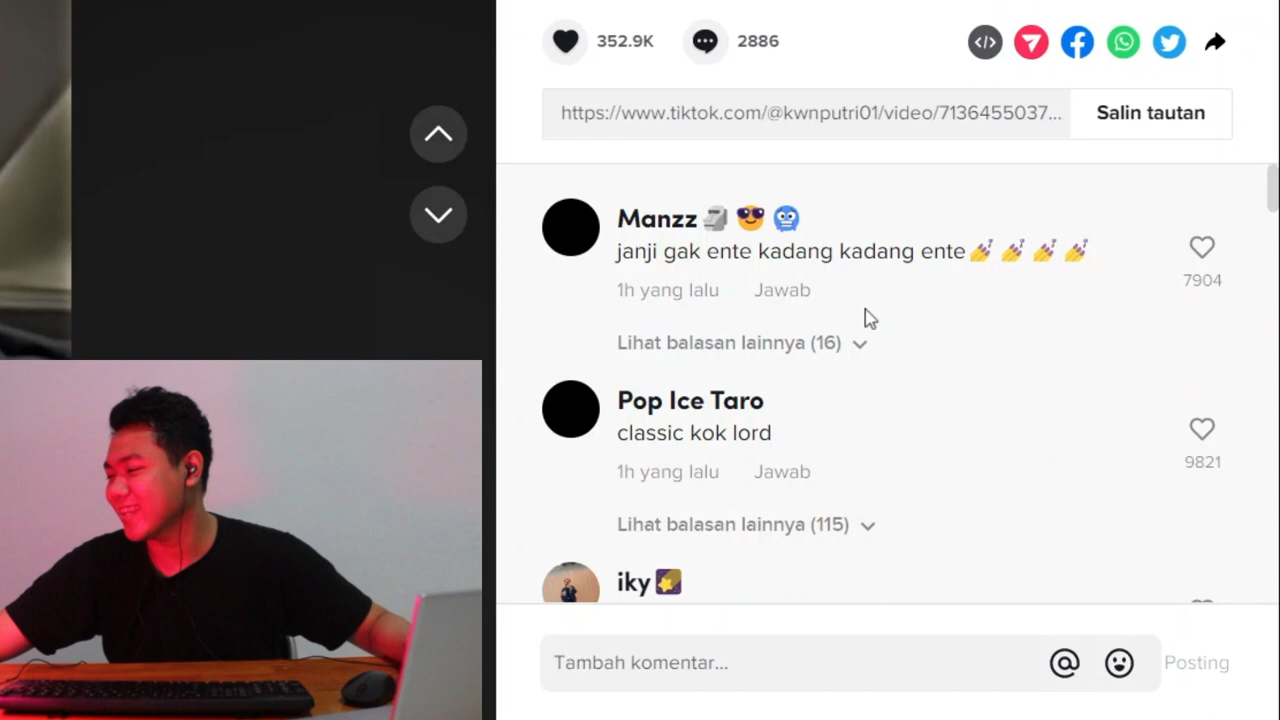 352.9K
2886
https://www.tiktok.com/@kwnputri01/video/7136455037...
Salin tautan
Manzz🗿😎🥶
janji gak ente kadang kadang ente💅💅💅💅
7904
1h yang lalu Jawab
Lihat balasan lainnya (16)
Pop Ice Taro
classic kok lord
9821
1h yang lalu Jawab
Lihat balasan lainnya (115)
iky🌠
Tambah komentar...
Posting